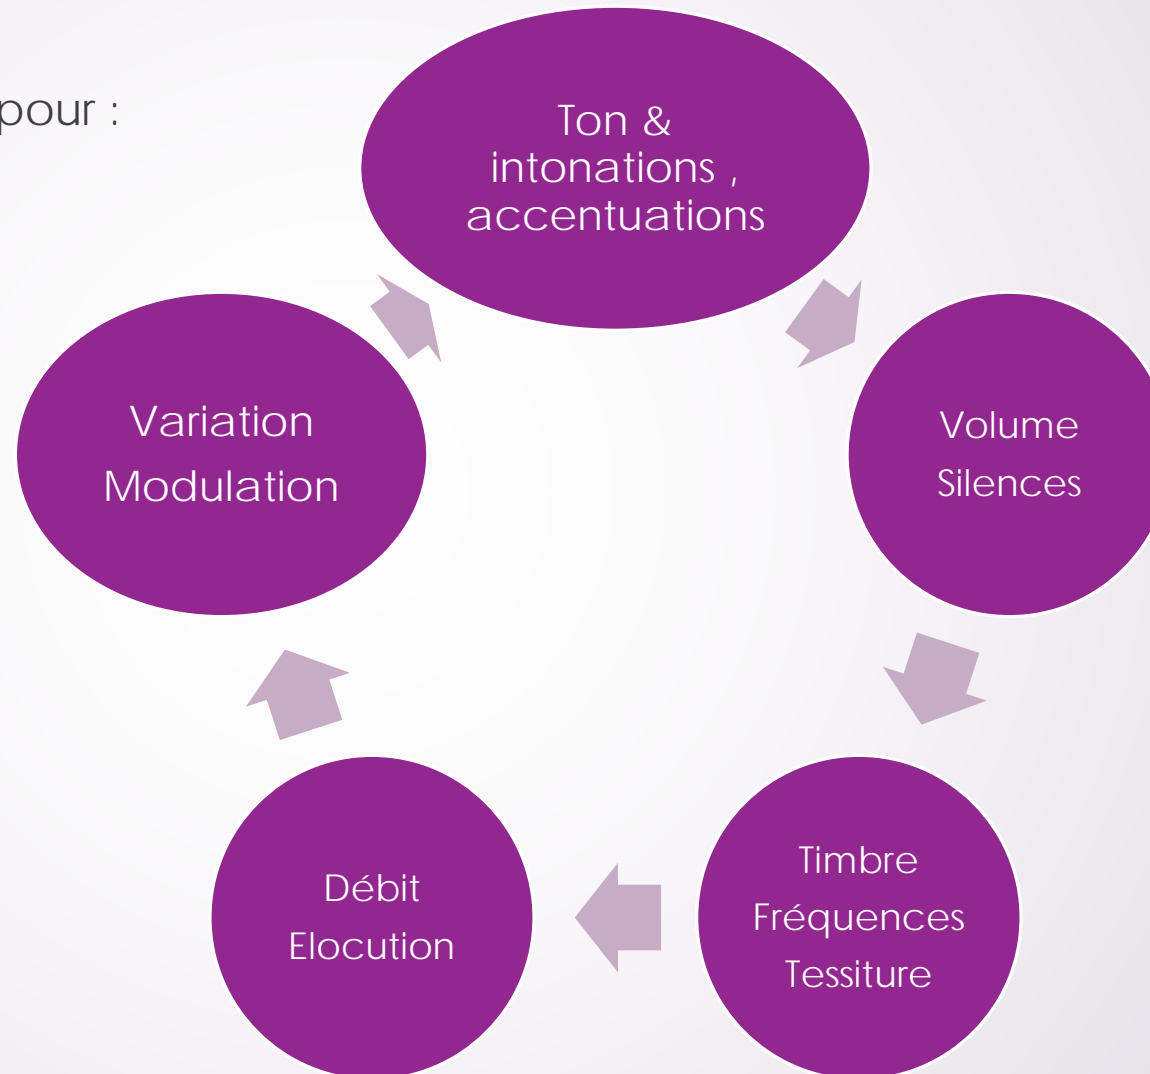 pour :
Ton &
intonations ,
accentuations
Volume
Silences
Timbre
Fréquences
Tessiture
Débit
Elocution
Variation
Modulation